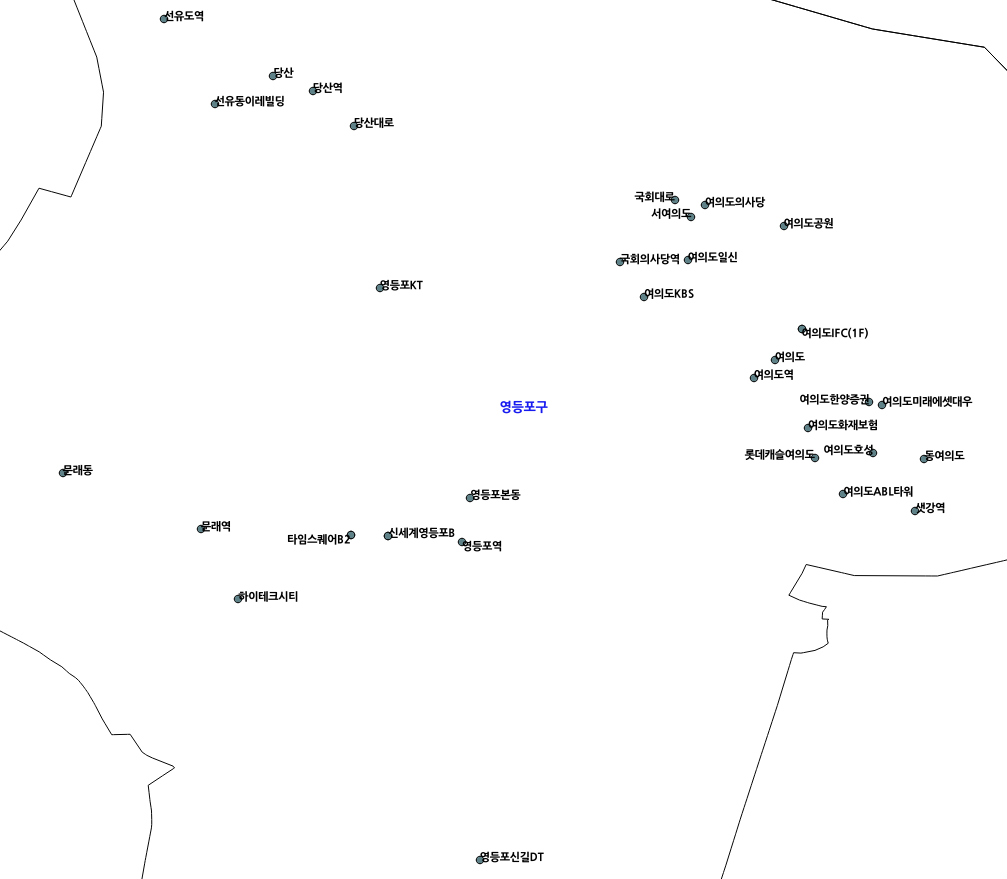 선유도역
당산
당산역
선유동이레빌딩
당산대로
국회대로
여의도의사당
서여의도
여의도공원
국회의사당역
여의도일신
영등포KT
여의도KBS
여의도IFC(1F)
여의도
여의도역
여의도한양증권
여의도미래에셋대우
영등포구
여의도화재보험
롯데캐슬여의도
여의도호성
동여의도
문래동
영등포본동
여의도ABL타워
샛강역
문래역
타임스퀘어B2
신세계영등포B
영등포역
하이테크시티
영등포신길DT